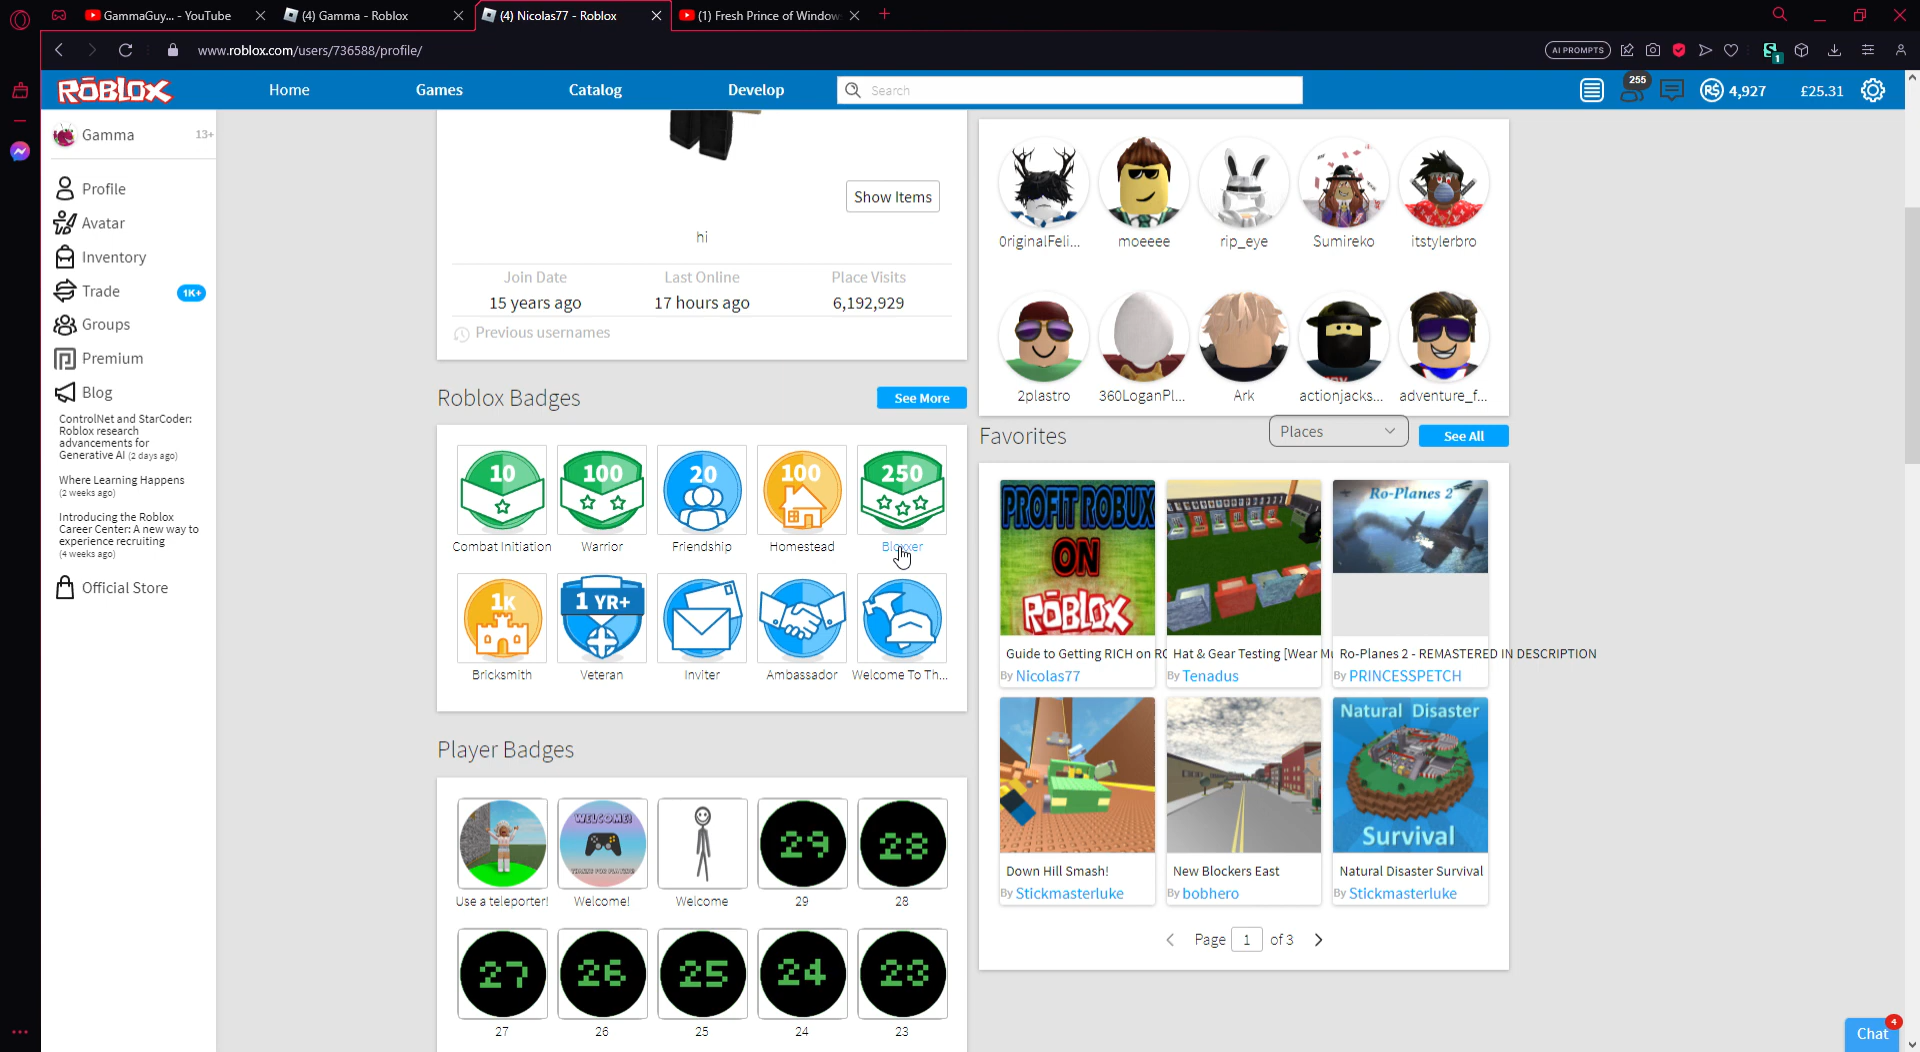 GammaGuy... - YouTube
(4) Gamma - Roblox
(4) Nicolas77 - Roblox
(1) Fresh Prince of Window
www.roblox.com/users/736588/profile/
AI PROMPTS
1
ROBLOX
Home
Games
Catalog
Develop
Search
255
R$ 4,927
£25.31
Gamma
13+
Profile
Avatar
Inventory
Trade
1K+
Groups
Premium
Blog
ControlNet and StarCoder:
Roblox research
advancements for
Generative AI (2 days ago)
Where Learning Happens
(2 weeks ago)
Introducing the Roblox
Career Center: A new way to
experience recruiting
(4 weeks ago)
Official Store
Show Items
hi
Join Date
Last Online
Place Visits
15 years ago
17 hours ago
6,192,929
Previous usernames
Roblox Badges
See More
10
100
20
100
250
Combat Initiation
Warrior
Friendship
Homestead
Bloxxer
1K
1 YR+
Bricksmith
Veteran
Inviter
Ambassador
Welcome To Th...
Player Badges
WELCOME!
THANKS FOR PLAYING!
29
28
Use a teleporter!
Welcome!
Welcome
29
28
27
26
25
24
23
27
26
25
24
23
0riginalFeli...
moeeee
rip_eye
Sumireko
itstylerbro
2plastro
360LoganPl...
Ark
actionjacks...
adventure_f...
Favorites
Places
See All
PROFIT ROBUX
ON
ROBLOX
Ro-Planes 2
Guide to Getting RICH on RO
Hat & Gear Testing [Wear Mu
Ro-Planes 2 - REMASTERED IN DESCRIPTION
By Nicolas77
By Tenadus
By PRINCESSPETCH
Natural Disaster
Survival
Down Hill Smash!
New Blockers East
Natural Disaster Survival
By Stickmasterluke
By bobhero
By Stickmasterluke
Page 1 of 3
Chat
4